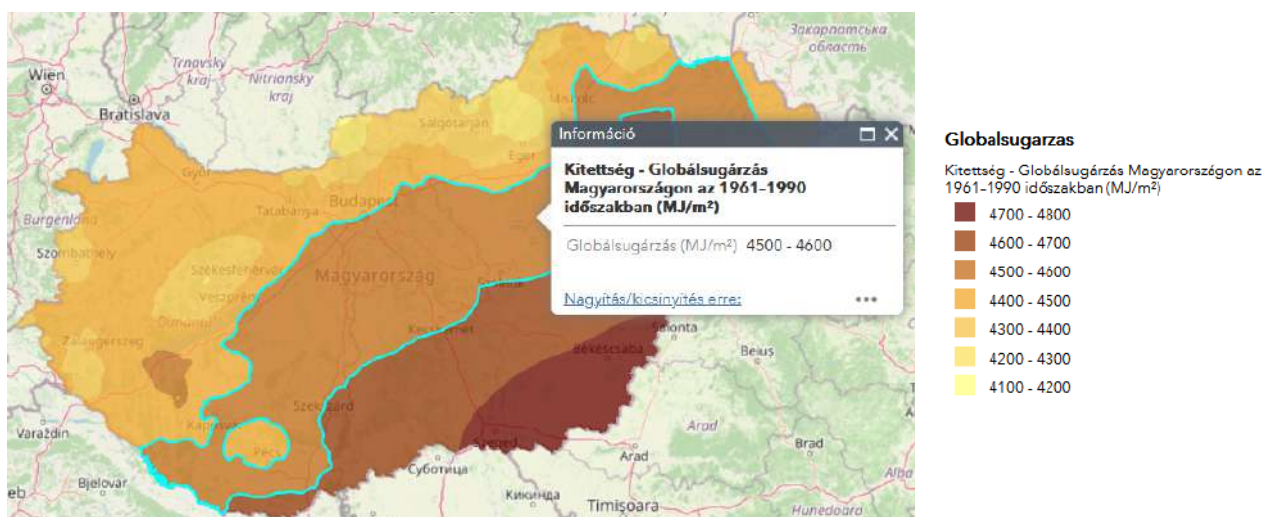 Закарпатська
область
Trnavský
kraj
Nitriansky
kraj
Wien
Bratislava
Miskolc
Salgótarján
Eger
Győr
Tatabánya
Budapest
Burgenland
Szombathely
Székesfehérvár
Veszprém
Magyarország
Zalaegerszeg
Kecskemét
Békéscsaba
Salonta
Beiuș
Szekszárd
Kaposvár
Pécs
Szeged
Varaždin
Bjelovar
eb
Суботица
Arad
Arad
Brad
Alba
Кикинда
Timișoara
Hunedoara
Információ
Kitettség - Globálsugárzás
Magyarországon az 1961-1990
időszakban (MJ/m²)
Globálsugárzás (MJ/m²) 4500 - 4600
Nagyítás/kicsinyítés erre:
Globalsugarzas
Kitettség - Globálsugárzás Magyarországon az
1961-1990 időszakban (MJ/m²)
4700 - 4800
4600 - 4700
4500 - 4600
4400 - 4500
4300 - 4400
4200 - 4300
4100 - 4200